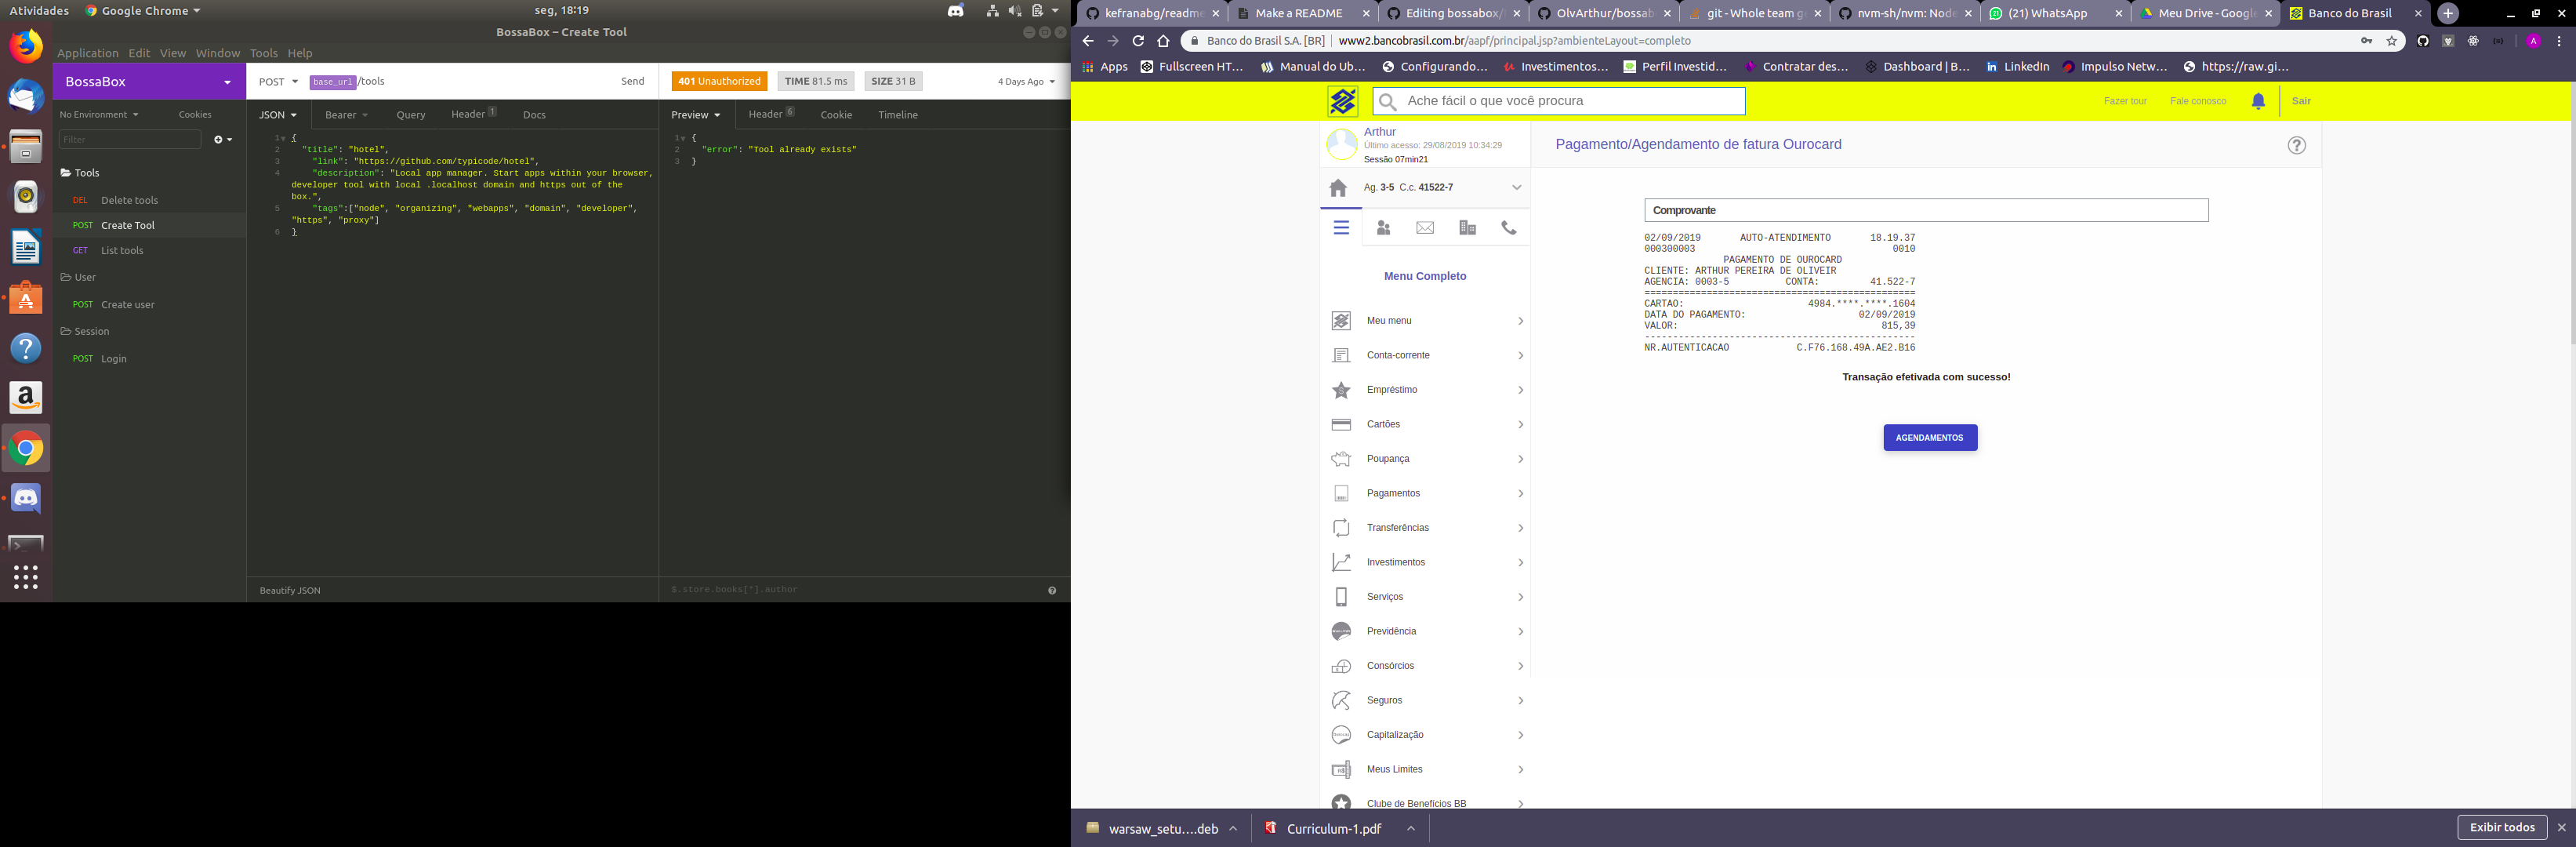 Atividades
Google Chrome
seg, 18:19
BossaBox – Create Tool
Application Edit View Window Tools Help
BossaBox
POST
base_url/tools
Send
401 Unauthorized
TIME 81.5 ms
SIZE 31 B
4 Days Ago
No Environment
Cookies
JSON
Bearer
Query
Header 1
Docs
Preview
Header 6
Cookie
Timeline
Filter
Tools
DEL Delete tools
POST Create Tool
GET List tools
User
POST Create user
Session
POST Login
1 {
2 "title": "hotel",
3 "link": "https://github.com/typicode/hotel",
4 "description": "Local app manager. Start apps within your browser,
developer tool with local .localhost domain and https out of the
box.",
5 "tags":["node", "organizing", "webapps", "domain", "developer",
"https", "proxy"]
6 }
1 {
2 "error": "Tool already exists"
3 }
Beautify JSON
$.store.books[*].author
kefranabg/readme
Make a README
Editing bossabox/
OlvArthur/bossab
git - Whole team g
nvm-sh/nvm: Node
(21) WhatsApp
Meu Drive - Google
Banco do Brasil
Banco do Brasil S.A. [BR]
www2.bancobrasil.com.br/aapf/principal.jsp?ambienteLayout=completo
Apps
Fullscreen HT…
Manual do Ub…
Configurando…
Investimentos…
Perfil Investid…
Contratar des…
Dashboard | B…
LinkedIn
Impulso Netw…
https://raw.gi…
Ache fácil o que você procura
Fazer tour
Fale conosco
Sair
Arthur
Último acesso: 29/08/2019 10:34:29
Sessão 07min21
Ag. 3-5 C.c. 41522-7
Menu Completo
Meu menu
Conta-corrente
Empréstimo
Cartões
Poupança
Pagamentos
Transferências
Investimentos
Serviços
Previdência
Consórcios
Seguros
Capitalização
Meus Limites
Clube de Benefícios BB
Pagamento/Agendamento de fatura Ourocard
Comprovante
02/09/2019 AUTO-ATENDIMENTO 18.19.37
000300003 0010
PAGAMENTO DE OUROCARD
CLIENTE: ARTHUR PEREIRA DE OLIVEIR
AGENCIA: 0003-5 CONTA: 41.522-7
================================================
CARTAO: 4984.****.****.1604
DATA DO PAGAMENTO: 02/09/2019
VALOR: 815,39
------------------------------------------------
NR.AUTENTICACAO C.F76.168.49A.AE2.B16
Transação efetivada com sucesso!
AGENDAMENTOS
warsaw_setu….deb
Curriculum-1.pdf
Exibir todos